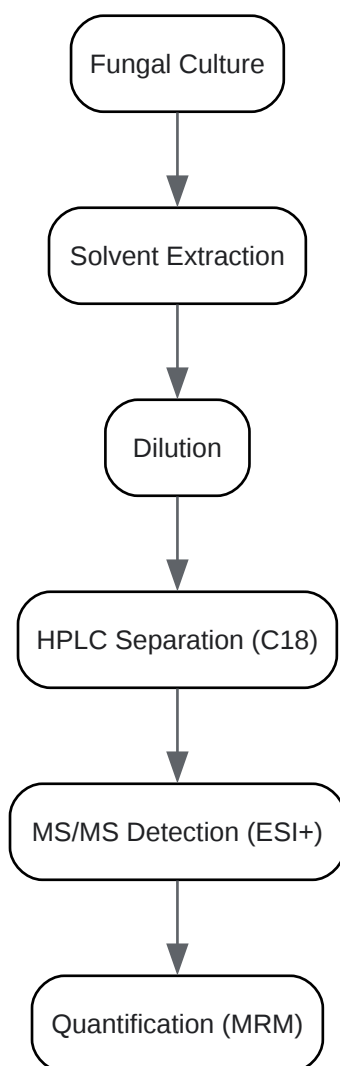 Fungal Culture
Solvent Extraction
Dilution
HPLC Separation (C18)
MS/MS Detection (ESI+)
Quantification (MRM)